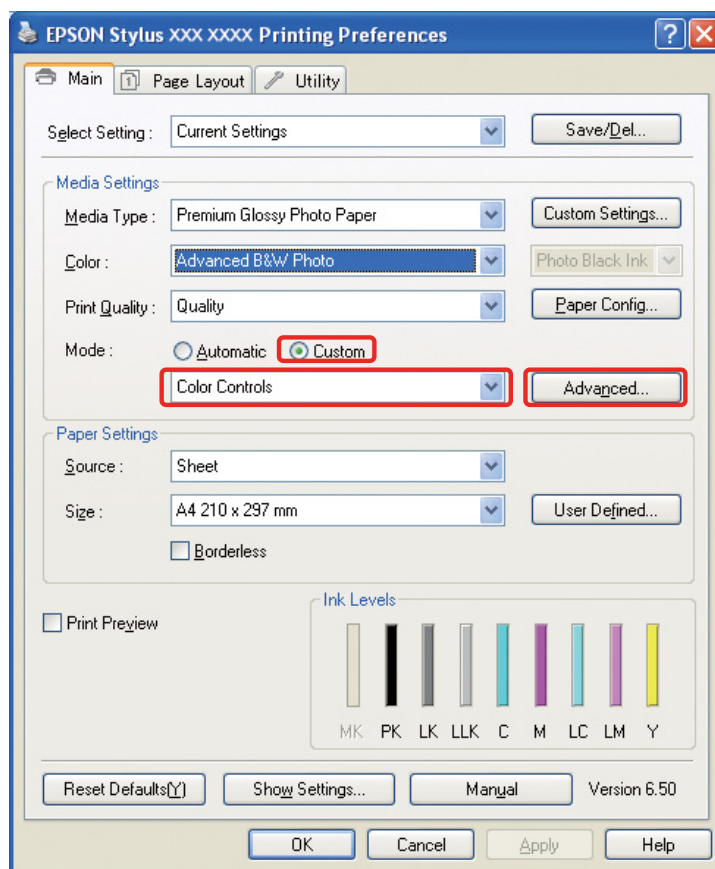 EPSON Stylus XXX XXXX Printing Preferences
Main Page Layout Utility
Select Setting : Current Settings Save/Del...
Media Settings
Media Type : Premium Glossy Photo Paper Custom Settings...
Color : Advanced B&W Photo Photo Black Ink
Print Quality : Quality Paper Config...
Mode : Automatic Custom
Color Controls Advanced...
Paper Settings
Source : Sheet
Size : A4 210 x 297 mm User Defined...
Borderless
Print Preview
Ink Levels
MK PK LK LLK C M LC LM Y
Reset Defaults(Y) Show Settings... Manual Version 6.50
OK Cancel Apply Help